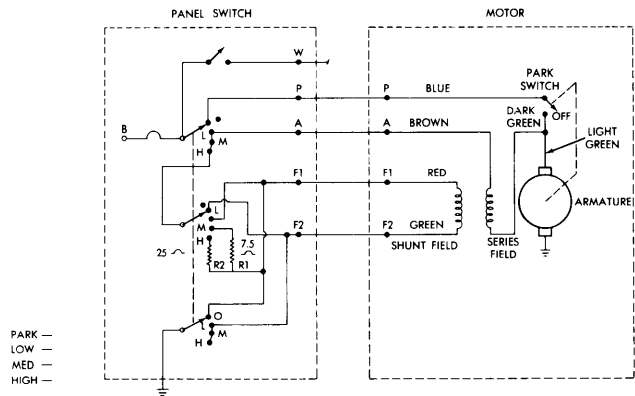 PANEL SWITCH
MOTOR
W
P
P
BLUE
PARK
SWITCH
B
L
M
H
A
A
BROWN
DARK
GREEN
OFF
LIGHT
GREEN
F1
F1
RED
ARMATURE
L
M
H
F2
F2
GREEN
SHUNT FIELD
SERIES
FIELD
25
7.5
R2
R1
O
L
M
H
PARK —
LOW —
MED —
HIGH —